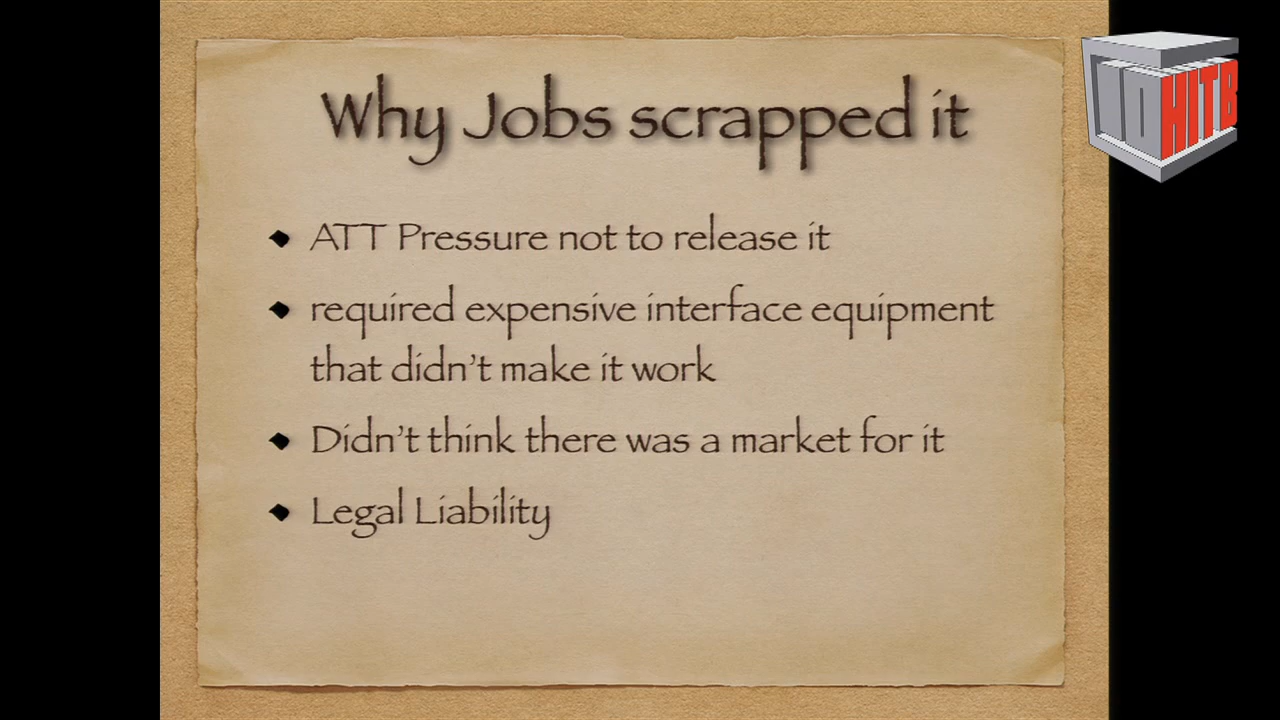 Why Jobs scrapped it
ATT Pressure not to release it
required expensive interface equipment
that didn't make it work
Didn't think there was a market for it
Legal Liability
10 HITB